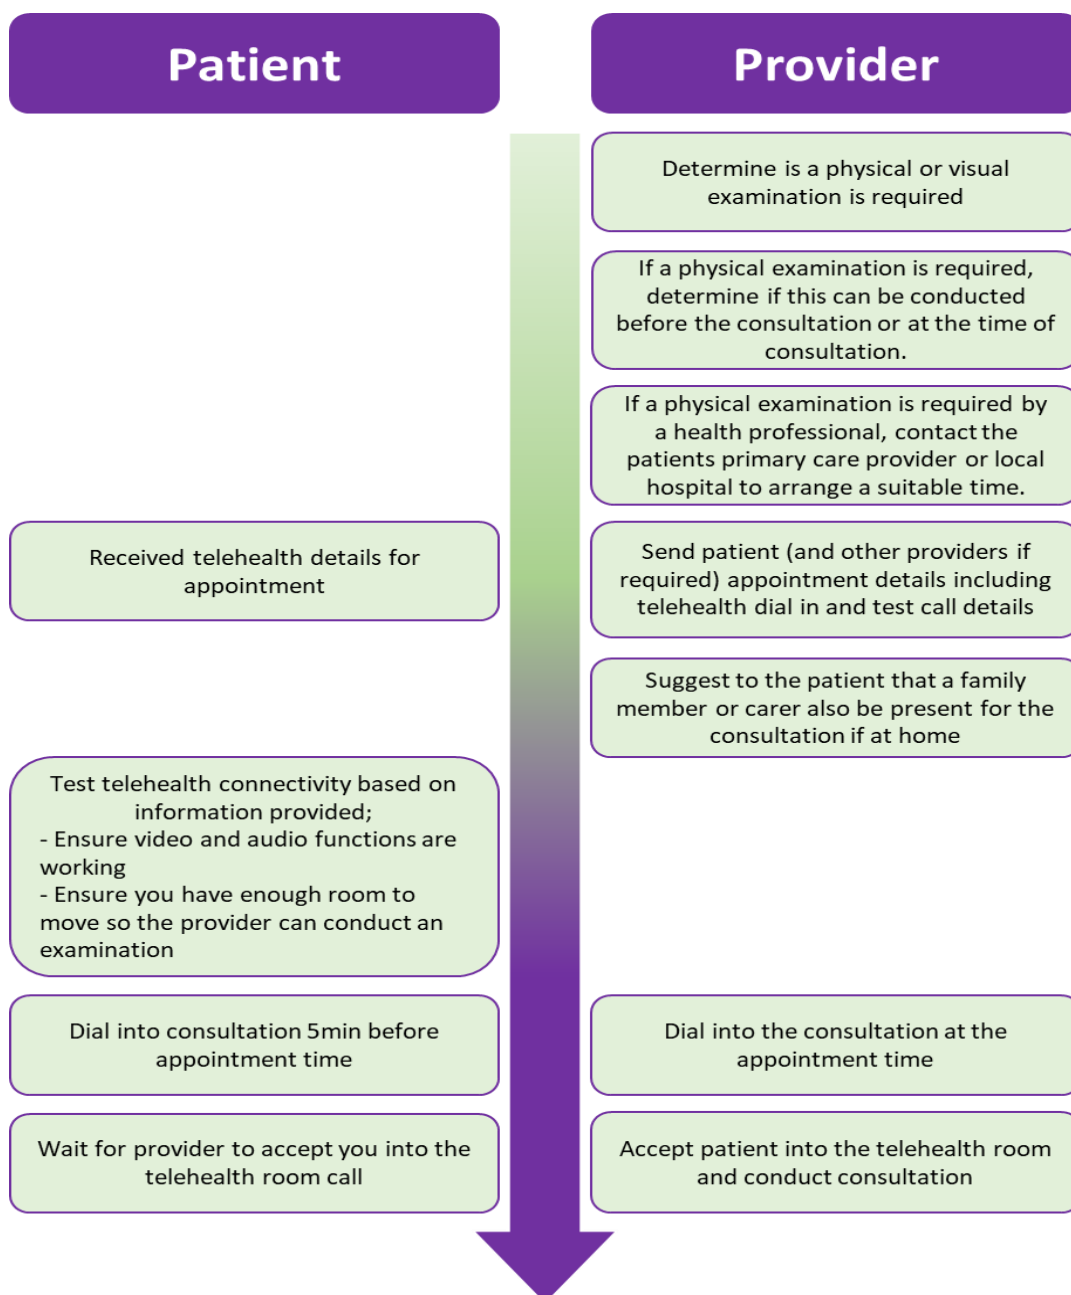 Patient
Provider
Determine is a physical or visual
examination is required
If a physical examination is required,
determine if this can be conducted
before the consultation or at the time of
consultation.
If a physical examination is required by
a health professional, contact the
patients primary care provider or local
hospital to arrange a suitable time.
Received telehealth details for
appointment
Send patient (and other providers if
required) appointment details including
telehealth dial in and test call details
Suggest to the patient that a family
member or carer also be present for the
consultation if at home
Test telehealth connectivity based on
information provided;
- Ensure video and audio functions are
working
- Ensure you have enough room to
move so the provider can conduct an
examination
Dial into consultation 5min before
appointment time
Dial into the consultation at the
appointment time
Wait for provider to accept you into the
telehealth room call
Accept patient into the telehealth room
and conduct consultation